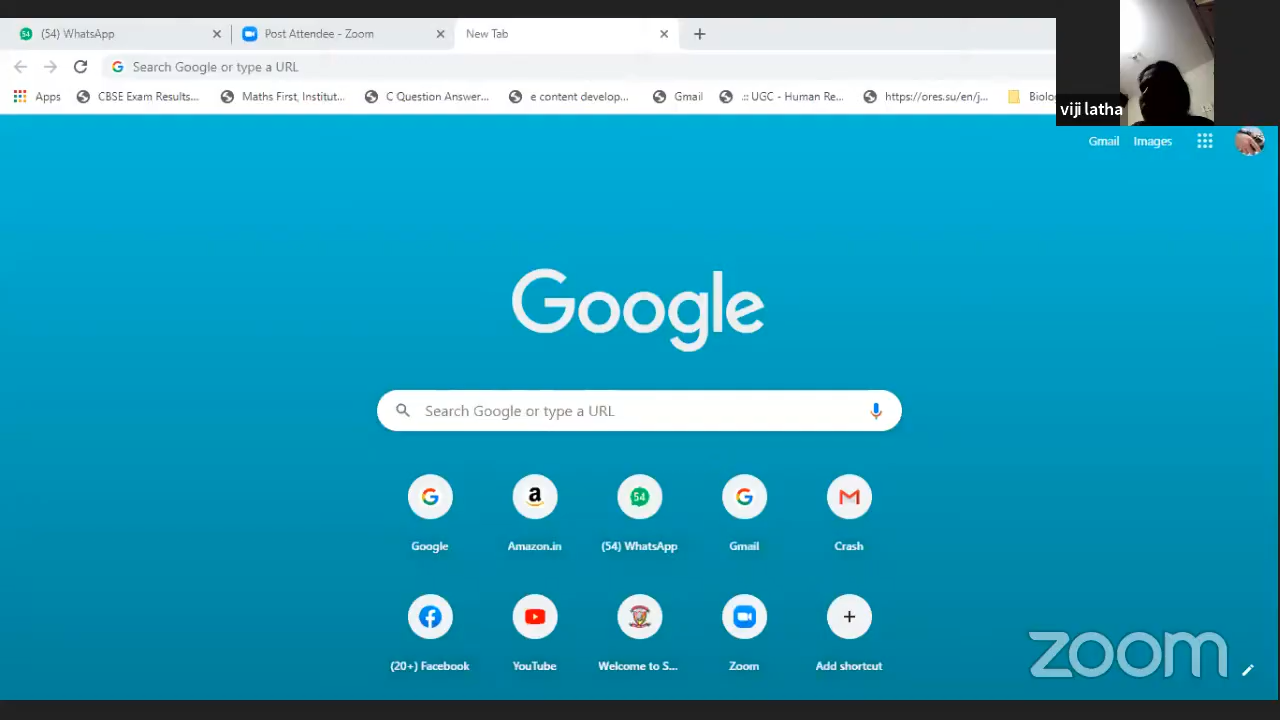 (54) WhatsApp
Post Attendee - Zoom
New Tab
Search Google or type a URL
Apps
CBSE Exam Results...
Maths First, Institut...
C Question Answer...
e content develop...
Gmail
.:: UGC - Human Re...
https://ores.su/en/j...
viji latha
Gmail
Images
Google
Search Google or type a URL
54
Google
Amazon.in
(54) WhatsApp
Gmail
Crash
(20+) Facebook
YouTube
Welcome to S...
Zoom
Add shortcut
zoom